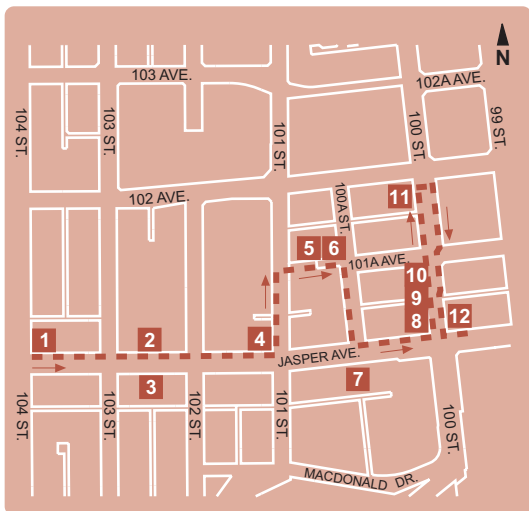 N
103 AVE.
102A AVE.
104 ST.
103 ST.
101 ST.
100 ST.
99 ST.
102 AVE.
11
100A ST.
5 6
101A AVE.
10
9
8
12
1
2
4
JASPER AVE.
3
7
104 ST.
103 ST.
102 ST.
101 ST.
100 ST.
MACDONALD DR.